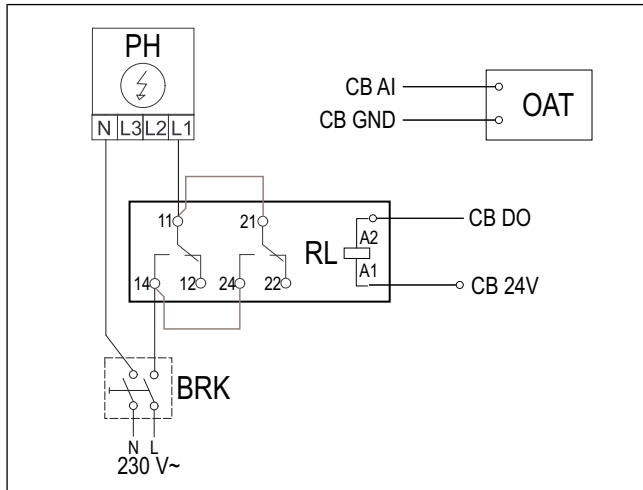 PH
N L3 L2 L1
CB AI
CB GND
OAT
11 21
RL
A2
A1
14 12 24 22
CB DO
CB 24V
BRK
N L
230 V~